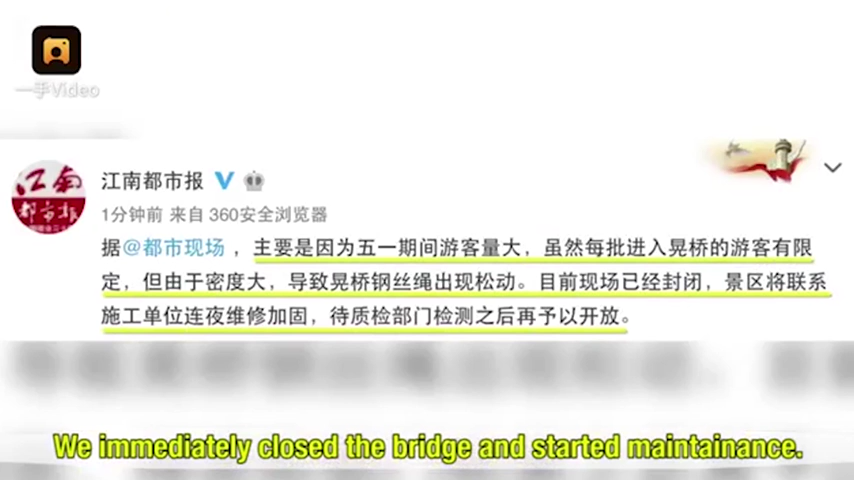 一手Video
江南都市报
江南
都市报
1分钟前 来自 360安全浏览器
据@都市现场，主要是因为五一期间游客量大，虽然每批进入晃桥的游客有限
定，但由于密度大，导致晃桥钢丝绳出现松动。目前现场已经封闭，景区将联系
施工单位连夜维修加固，待质检部门检测之后再予以开放。
We immediately closed the bridge and started maintainance.